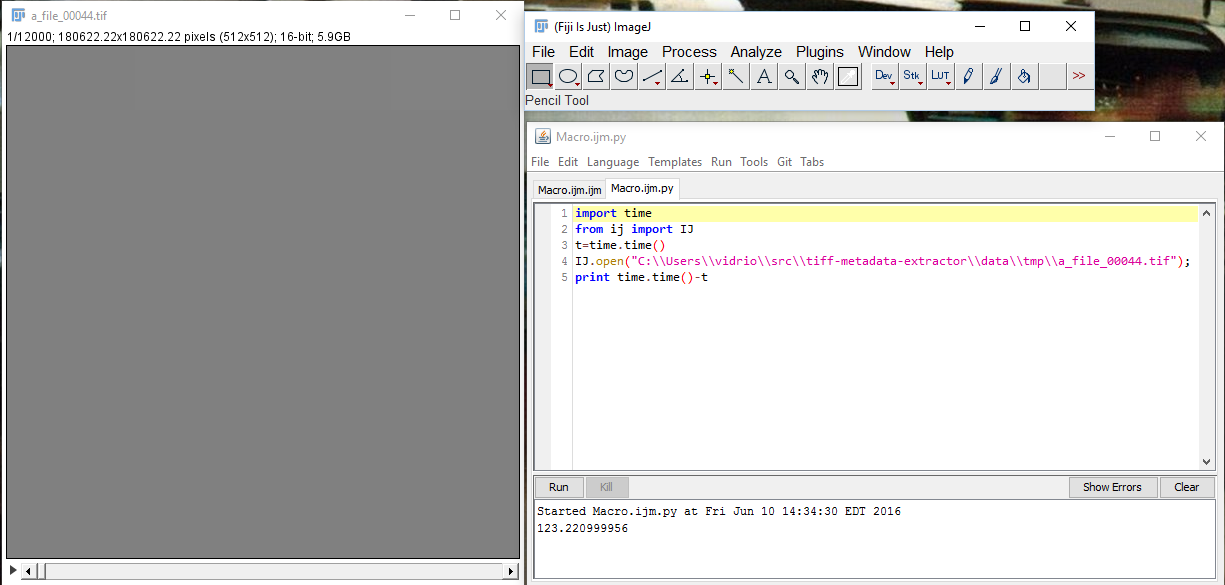 a_file_00044.tif
1/12000; 180622.22x180622.22 pixels (512x512); 16-bit; 5.9GB
(Fiji Is Just) ImageJ
File Edit Image Process Analyze Plugins Window Help
A Dev Stk LUT >>
Pencil Tool
Macro.ijm.py
File Edit Language Templates Run Tools Git Tabs
Macro.ijm.ijm Macro.ijm.py
1 import time
2 from ij import IJ
3 t=time.time()
4 IJ.open("C:\\Users\\vidrio\\src\\tiff-metadata-extractor\\data\\tmp\\a_file_00044.tif");
5 print time.time()-t
Run Kill Show Errors Clear
Started Macro.ijm.py at Fri Jun 10 14:34:30 EDT 2016
123.220999956